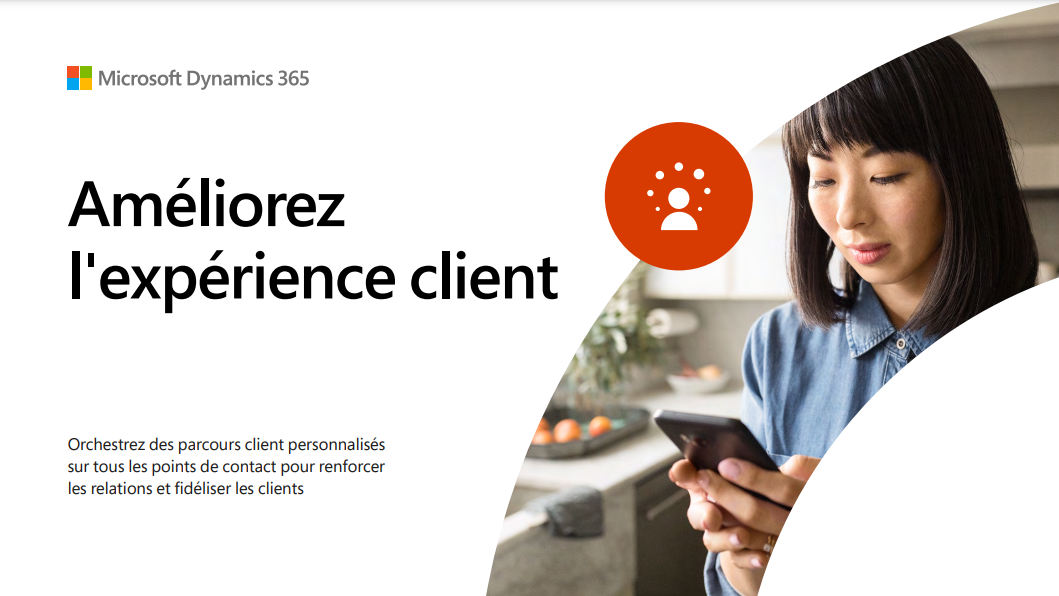 Microsoft Dynamics 365
Améliorez
l'expérience client
Orchestrez des parcours client personnalisés
sur tous les points de contact pour renforcer
les relations et fidéliser les clients